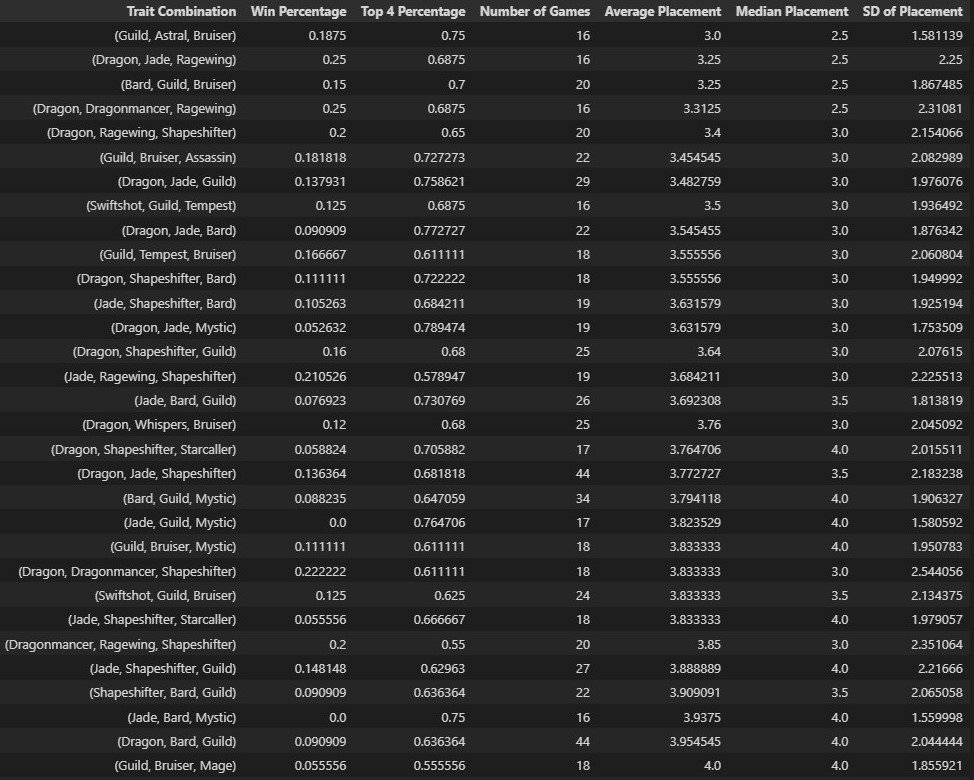 Trait Combination Win Percentage Top 4 Percentage Number of Games Average Placement Median Placement SD of Placement
(Guild, Astral, Bruiser) 0.1875 0.75 16 3.0 2.5 1.581139
(Dragon, Jade, Ragewing) 0.25 0.6875 16 3.25 2.5 2.25
(Bard, Guild, Bruiser) 0.15 0.7 20 3.25 2.5 1.867485
(Dragon, Dragonmancer, Ragewing) 0.25 0.6875 16 3.3125 2.5 2.31081
(Dragon, Ragewing, Shapeshifter) 0.2 0.65 20 3.4 3.0 2.154066
(Guild, Bruiser, Assassin) 0.181818 0.727273 22 3.454545 3.0 2.082989
(Dragon, Jade, Guild) 0.137931 0.758621 29 3.482759 3.0 1.976076
(Swiftshot, Guild, Tempest) 0.125 0.6875 16 3.5 3.0 1.936492
(Dragon, Jade, Bard) 0.090909 0.772727 22 3.545455 3.0 1.876342
(Guild, Tempest, Bruiser) 0.166667 0.611111 18 3.555556 3.0 2.060804
(Dragon, Shapeshifter, Bard) 0.111111 0.722222 18 3.555556 3.0 1.949992
(Jade, Shapeshifter, Bard) 0.105263 0.684211 19 3.631579 3.0 1.925194
(Dragon, Jade, Mystic) 0.052632 0.789474 19 3.631579 3.0 1.753509
(Dragon, Shapeshifter, Guild) 0.16 0.68 25 3.64 3.0 2.07615
(Jade, Ragewing, Shapeshifter) 0.210526 0.578947 19 3.684211 3.0 2.225513
(Jade, Bard, Guild) 0.076923 0.730769 26 3.692308 3.5 1.813819
(Dragon, Whispers, Bruiser) 0.12 0.68 25 3.76 3.0 2.045092
(Dragon, Shapeshifter, Starcaller) 0.058824 0.705882 17 3.764706 4.0 2.015511
(Dragon, Jade, Shapeshifter) 0.136364 0.681818 44 3.772727 3.5 2.183238
(Bard, Guild, Mystic) 0.088235 0.647059 34 3.794118 4.0 1.906327
(Jade, Guild, Mystic) 0.0 0.764706 17 3.823529 4.0 1.580592
(Guild, Bruiser, Mystic) 0.111111 0.611111 18 3.833333 4.0 1.950783
(Dragon, Dragonmancer, Shapeshifter) 0.222222 0.611111 18 3.833333 3.0 2.544056
(Swiftshot, Guild, Bruiser) 0.125 0.625 24 3.833333 3.5 2.134375
(Jade, Shapeshifter, Starcaller) 0.055556 0.666667 18 3.833333 4.0 1.979057
(Dragonmancer, Ragewing, Shapeshifter) 0.2 0.55 20 3.85 3.0 2.351064
(Jade, Shapeshifter, Guild) 0.148148 0.62963 27 3.888889 4.0 2.21666
(Shapeshifter, Bard, Guild) 0.090909 0.636364 22 3.909091 3.5 2.065058
(Jade, Bard, Mystic) 0.0 0.75 16 3.9375 4.0 1.559998
(Dragon, Bard, Guild) 0.090909 0.636364 44 3.954545 4.0 2.044444
(Guild, Bruiser, Mage) 0.055556 0.555556 18 4.0 4.0 1.855921